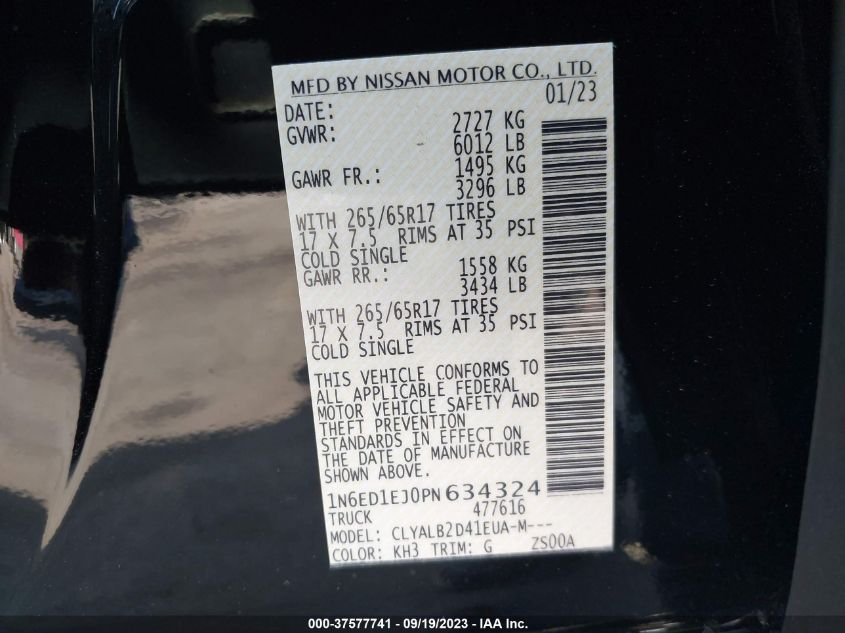 MFD BY NISSAN MOTOR CO., LTD.
DATE: 01/23
GVWR: 2727 KG
6012 LB
GAWR FR.: 1495 KG
3296 LB
WITH 265/65R17 TIRES
17 X 7.5 RIMS AT 35 PSI
COLD SINGLE
GAWR RR.: 1558 KG
3434 LB
WITH 265/65R17 TIRES
17 X 7.5 RIMS AT 35 PSI
COLD SINGLE
THIS VEHICLE CONFORMS TO
ALL APPLICABLE FEDERAL
MOTOR VEHICLE SAFETY AND
THEFT PREVENTION
STANDARDS IN EFFECT ON
THE DATE OF MANUFACTURE
SHOWN ABOVE.
1N6ED1EJ0PN634324
TRUCK 477616
MODEL: CLYALB2D41EUA-M---
COLOR: KH3 TRIM: G ZS00A
000-37577741 - 09/19/2023 - IAA Inc.